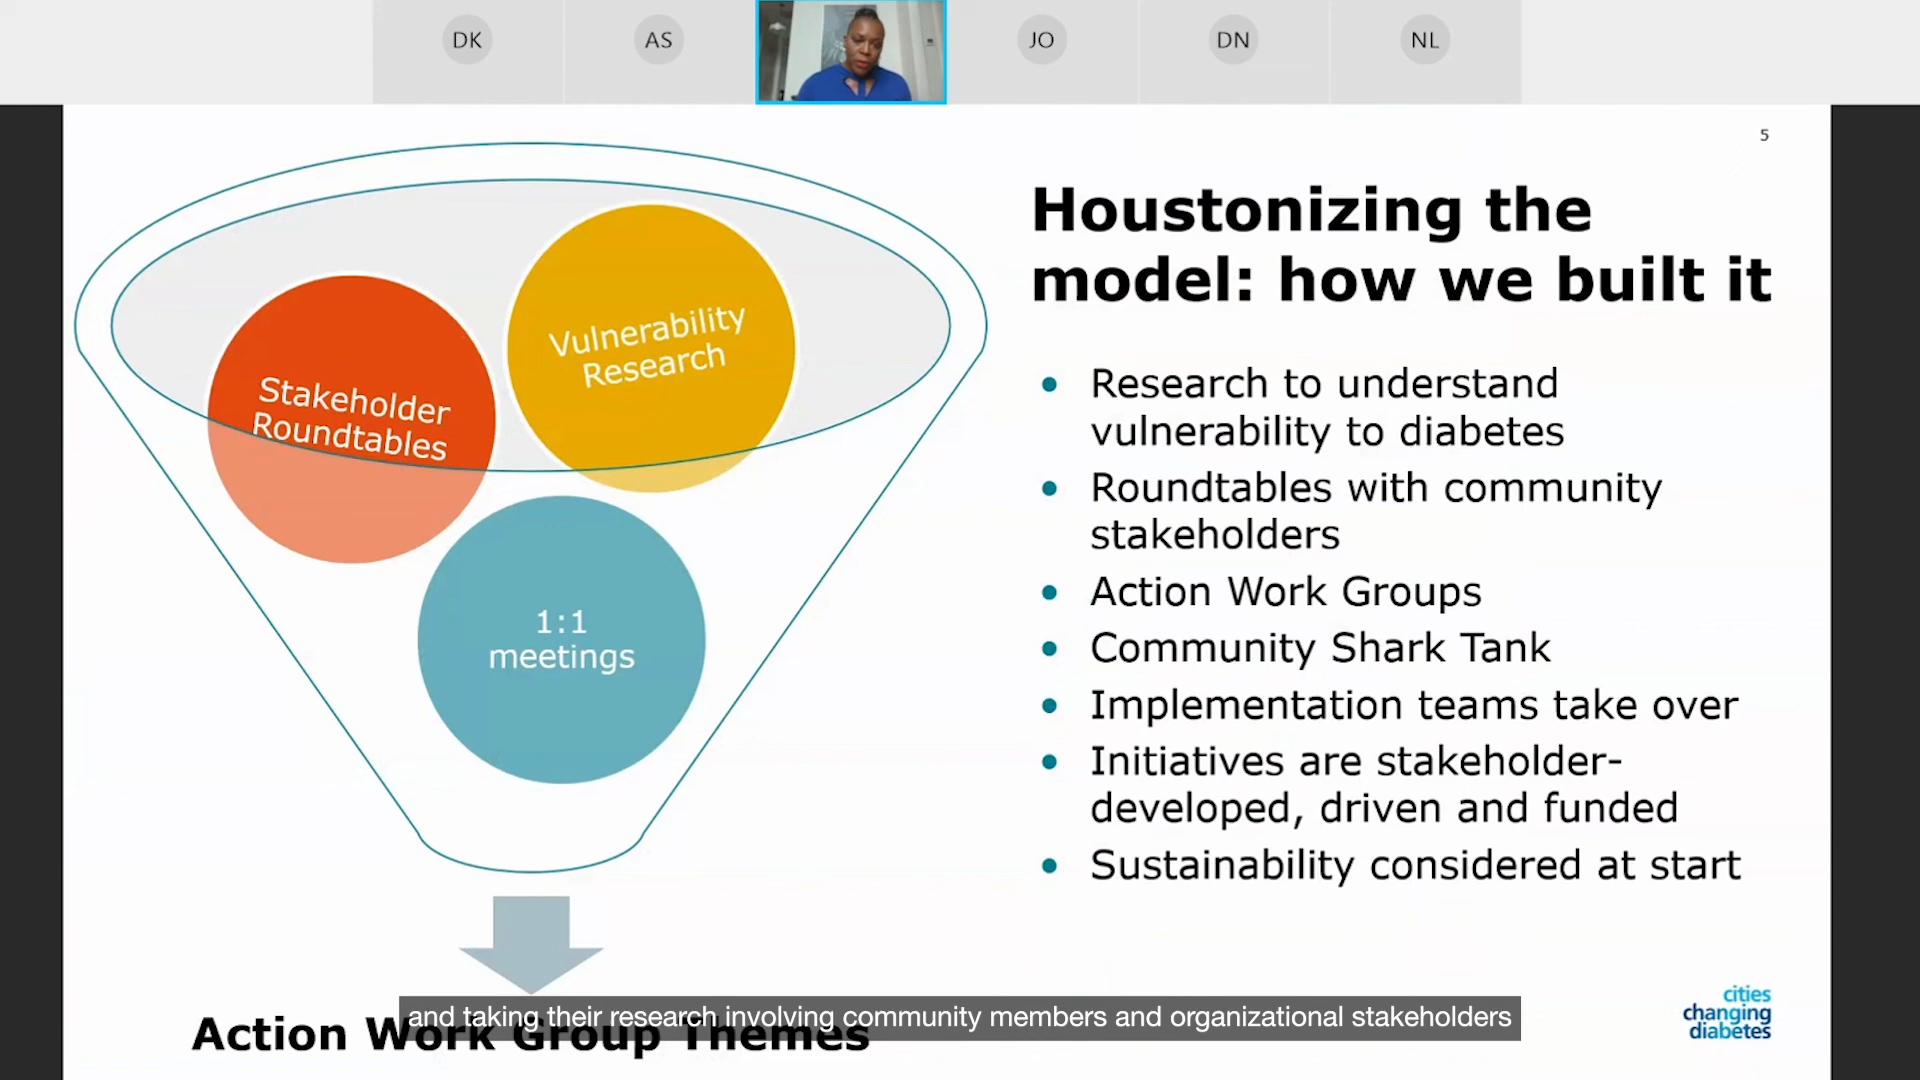 DK
AS
JO
DN
NL
5
Houstonizing the
model: how we built it
Stakeholder
Roundtables
Vulnerability
Research
1:1
meetings
• Research to understand
vulnerability to diabetes
• Roundtables with community
stakeholders
• Action Work Groups
• Community Shark Tank
• Implementation teams take over
• Initiatives are stakeholder-
developed, driven and funded
• Sustainability considered at start
Action Work Group Themes
and taking their research involving community members and organizational stakeholders
cities
changing
diabetes